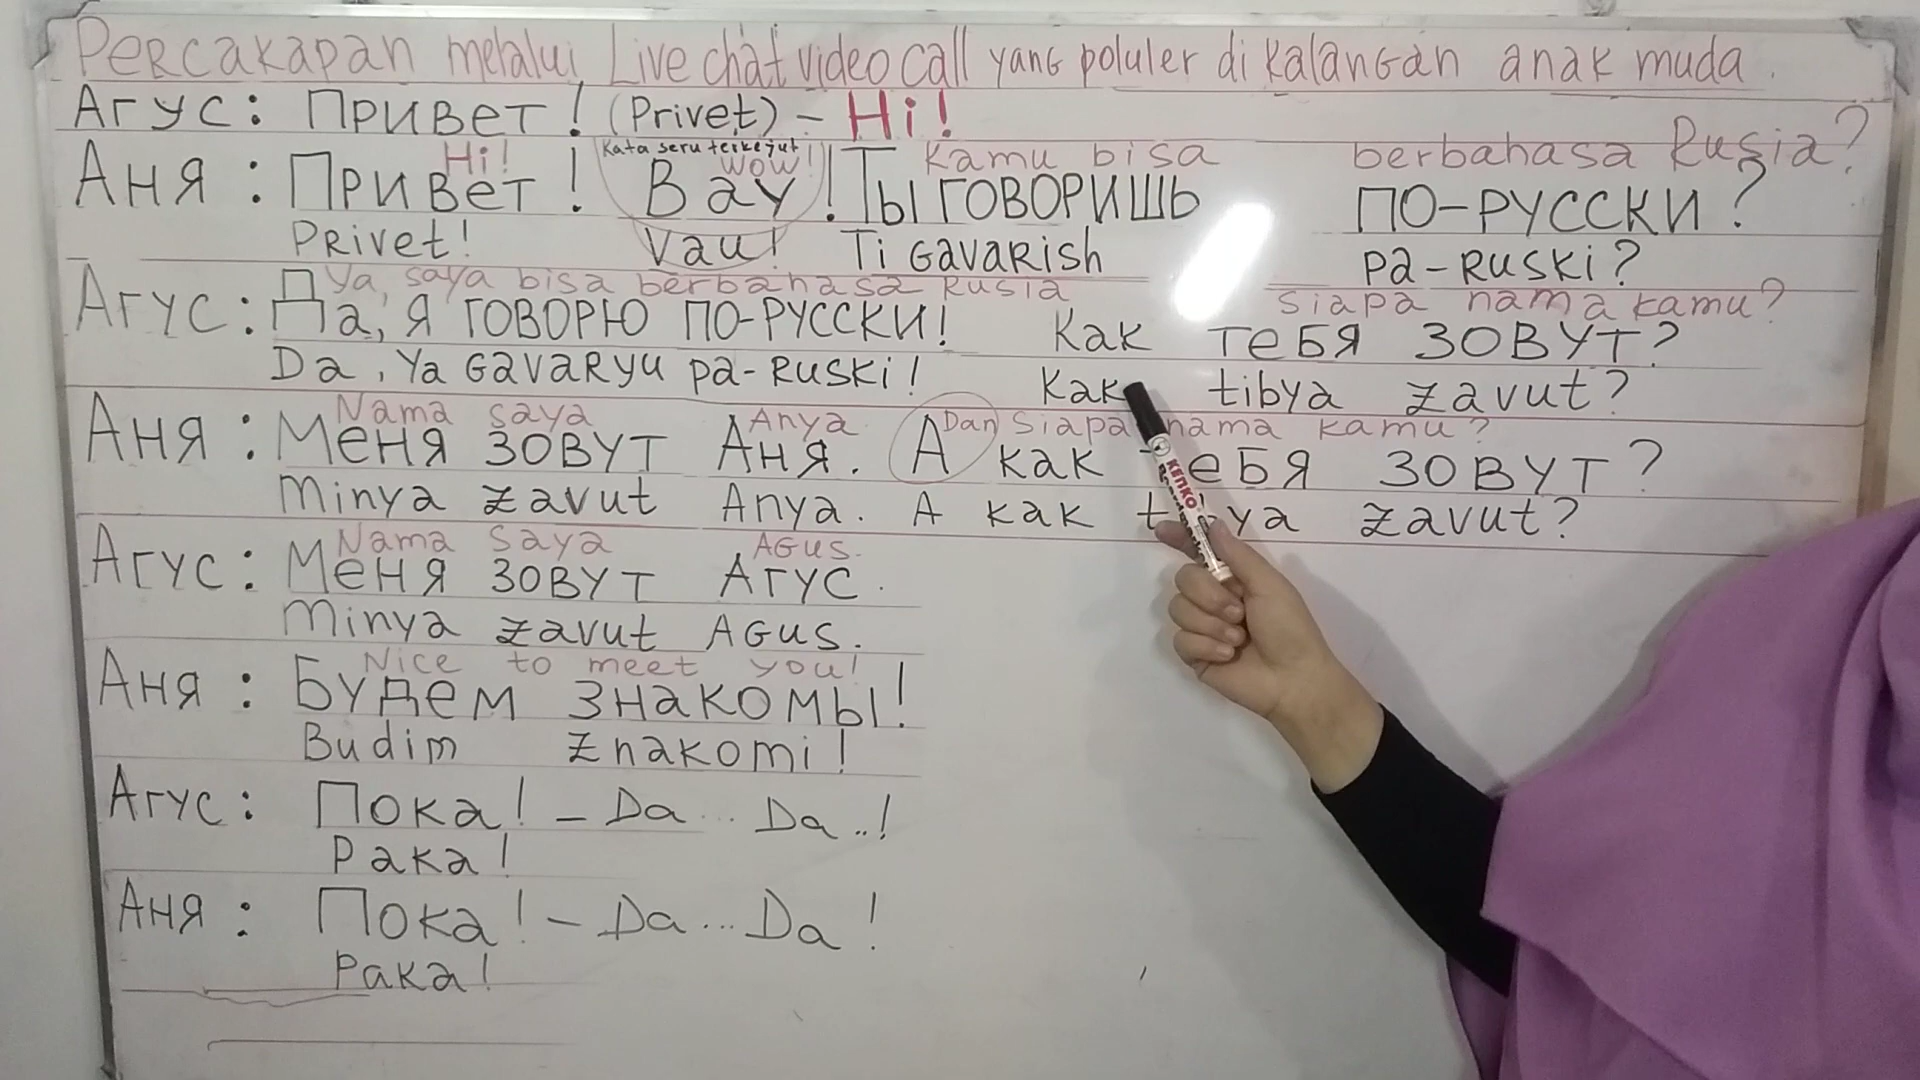 Percakapan melalui Live chat video call yang poluler di kalangan anak muda.
Агус: Привет! (Privet) - Hi!
Kata seru terkejut
Hi! Wow! Kamu bisa berbahasa Rusia?
Аня: Привет! Вау! Ты говоришь по-русски?
Privet! Vau! Ti Gavarish pa-Ruski?
Ya, saya bisa berbahasa Rusia Siapa nama kamu?
Агус: Да, я говорю по-русски! Как тебя зовут?
Da, Ya Gavaryu pa-Ruski! Kak tibya zavut?
Nama saya Anya Dan Siapa nama kamu?
Аня: Меня зовут Аня. А как тебя зовут?
Minya zavut Anya. A kak tibya zavut?
Nama Saya Agus.
Агус: Меня зовут Агус.
Minya zavut Agus.
Nice to meet you!
Аня: Будем знакомы!
Budim Znakomi!
Агус: Пока! - Da... Da..!
Paka!
Аня: Пока! - Da... Da!
Paka!
КЕПКО